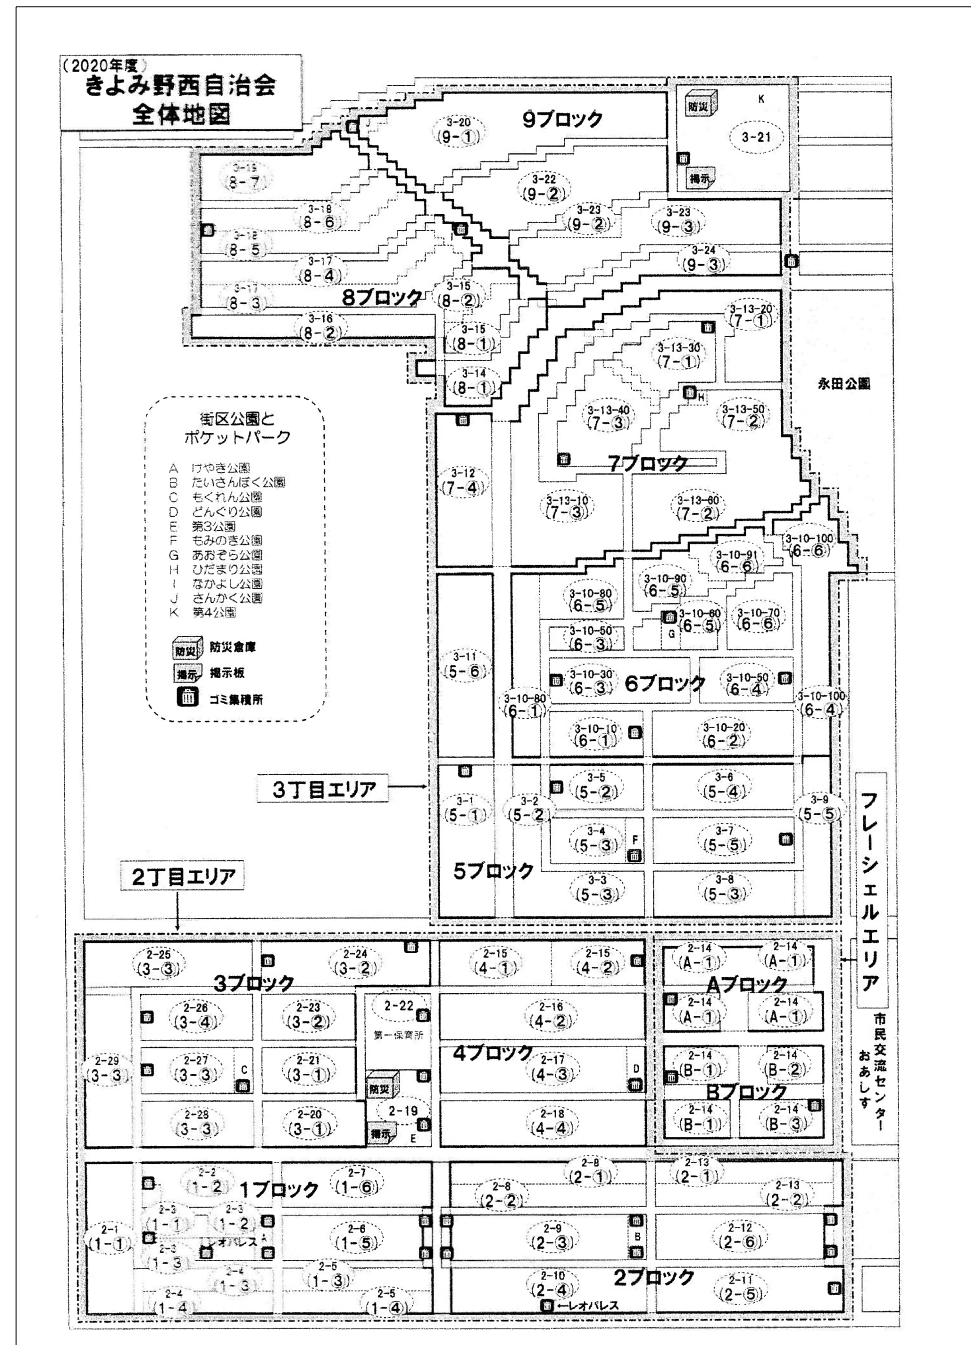 (2020年度)
きよみ野西自治会
全体地図
防災
K
3-21
掲示
3-20
(9-①)
9ブロック
3-19
(8-7)
3-22
(9-②)
3-18
(8-6)
3-23
(9-②)
3-23
(9-③)
3-18
(8-5)
3-24
(9-③)
3-17
(8-4)
3-17
(8-3)
8ブロック
3-15
(8-②)
3-16
(8-②)
3-15
(8-①)
3-14
(8-①)
3-13-20
(7-①)
3-13-30
(7-①)
永田公園
H
3-13-40
(7-③)
3-13-50
(7-②)
7ブロック
3-12
(7-④)
3-13-10
(7-③)
3-13-60
(7-②)
街区公園と
ポケットパーク
A けやき公園
B たいさんぼく公園
C もくれん公園
D どんぐり公園
E 第3公園
F もみのき公園
G あおぞら公園
H ひだまり公園
I なかよし公園
J さんかく公園
K 第4公園
防災 防災倉庫
掲示 掲示板
ゴミ集積所
3-10-100
(6-⑥)
3-10-91
(6-⑥)
3-10-90
(6-⑤)
3-10-80
(6-⑤)
3-10-60
(6-⑤)
3-10-70
(6-⑥)
G
3-10-50
(6-③)
3-11
(5-⑥)
3-10-30
(6-③)
6ブロック
3-10-50
(6-④)
3-10-80
(6-①)
3-10-100
(6-④)
3-10-10
(6-①)
3-10-20
(6-②)
3丁目エリア
3-1
(5-①)
3-2
(5-②)
3-5
(5-②)
3-6
(5-④)
3-9
(5-⑤)
3-4
(5-③)
F
3-7
(5-⑤)
5ブロック
3-3
(5-③)
3-8
(5-③)
フレーシェルエリア
2丁目エリア
2-25
(3-③)
2-24
(3-②)
2-15
(4-①)
2-15
(4-②)
2-14
(A-①)
2-14
(A-①)
3ブロック
Aブロック
2-26
(3-④)
2-23
(3-②)
2-22
第一保育所
2-16
(4-②)
2-14
(A-①)
2-14
(A-①)
4ブロック
2-29
(3-③)
2-27
(3-③)
C
2-21
(3-①)
2-17
(4-③)
D
2-14
(B-①)
2-14
(B-②)
Bブロック
防災
2-28
(3-③)
2-20
(3-①)
2-19
掲示
E
2-18
(4-④)
2-14
(B-①)
2-14
(B-③)
市民交流センター
おあしす
2-2
(1-②)
1ブロック
2-7
(1-⑥)
2-8
(2-①)
2-13
(2-①)
2-8
(2-②)
2-13
(2-②)
2-1
(1-①)
2-3
(1-①)
2-3
(1-②)
A
2-6
(1-⑤)
2-9
(2-③)
B
2-12
(2-⑥)
2-3
(1-③)
←レオパレス
2-4
(1-③)
2-5
(1-③)
2ブロック
2-4
(1-④)
2-5
(1-④)
2-10
(2-④)
←レオパレス
2-11
(2-⑤)